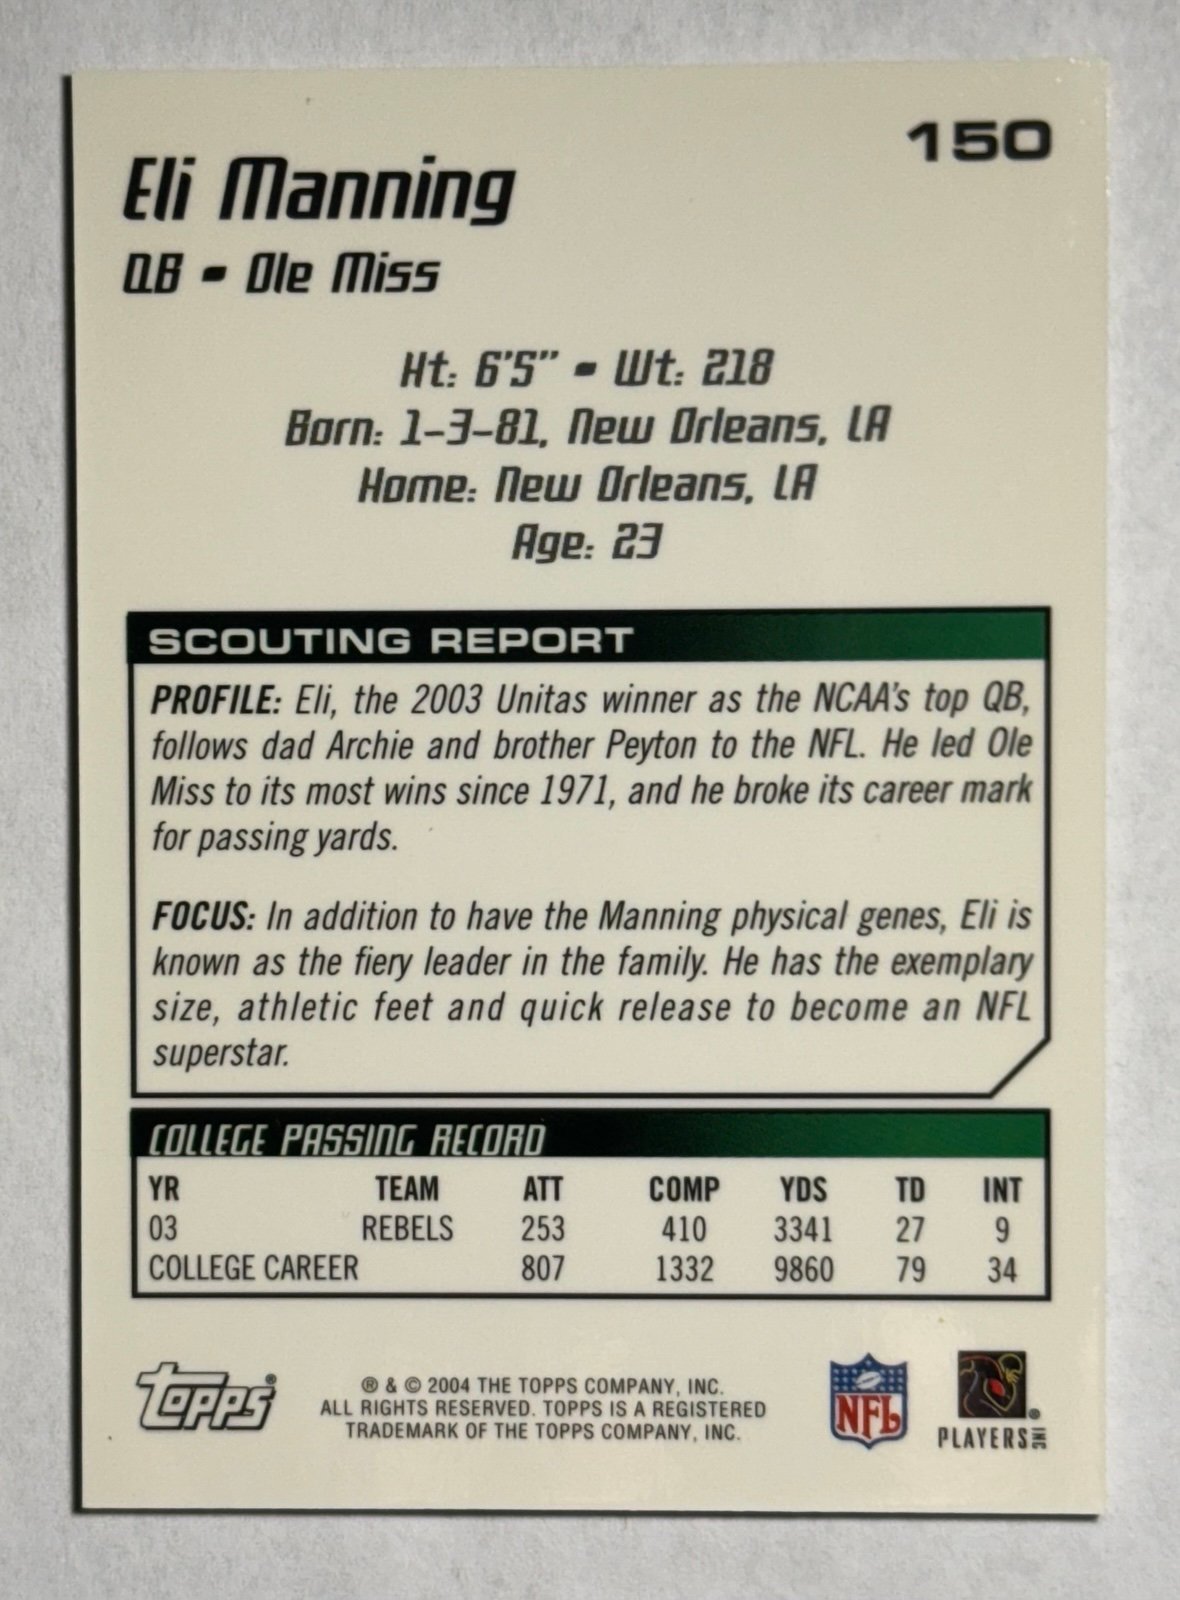 150
Eli Manning
QB • Ole Miss
Ht: 6'5" • Wt: 218
Born: 1-3-81, New Orleans, LA
Home: New Orleans, LA
Age: 23
SCOUTING REPORT
PROFILE: Eli, the 2003 Unitas winner as the NCAA's top QB,
follows dad Archie and brother Peyton to the NFL. He led Ole
Miss to its most wins since 1971, and he broke its career mark
for passing yards.
FOCUS: In addition to have the Manning physical genes, Eli is
known as the fiery leader in the family. He has the exemplary
size, athletic feet and quick release to become an NFL
superstar.
COLLEGE PASSING RECORD
YR TEAM ATT COMP YDS TD INT
03 REBELS 253 410 3341 27 9
COLLEGE CAREER 807 1332 9860 79 34
Topps®
® & © 2004 THE TOPPS COMPANY, INC.
ALL RIGHTS RESERVED. TOPPS IS A REGISTERED
TRADEMARK OF THE TOPPS COMPANY, INC.
NFL
PLAYERS INC ®